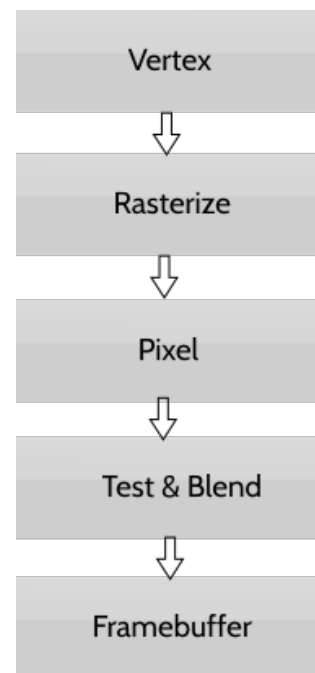 Vertex
Rasterize
Pixel
Test & Blend
Framebuffer